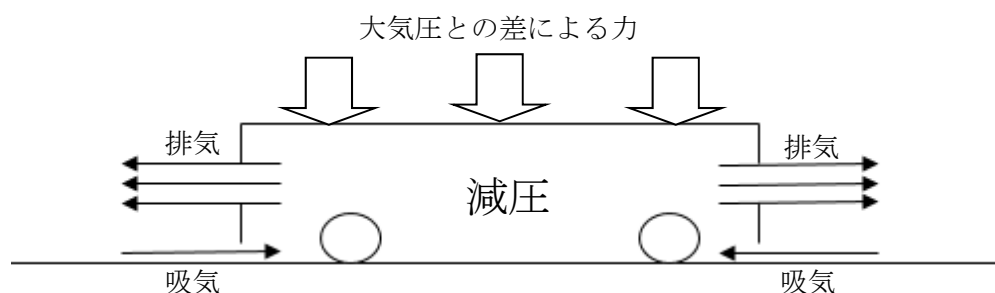 大気圧との差による力
排気
排気
減圧
吸気
吸気